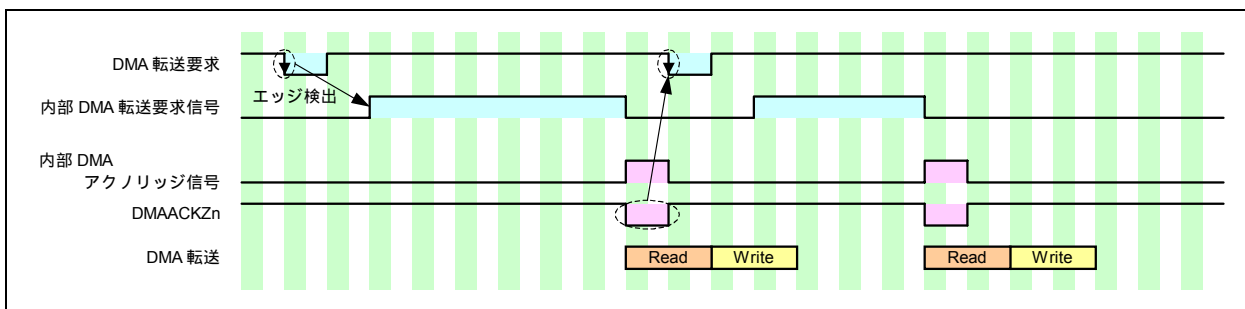 DMA 転送要求
エッジ検出
内部 DMA 転送要求信号
内部 DMA
アクノリッジ信号
DMAACKZn
DMA 転送
Read
Write
Read
Write